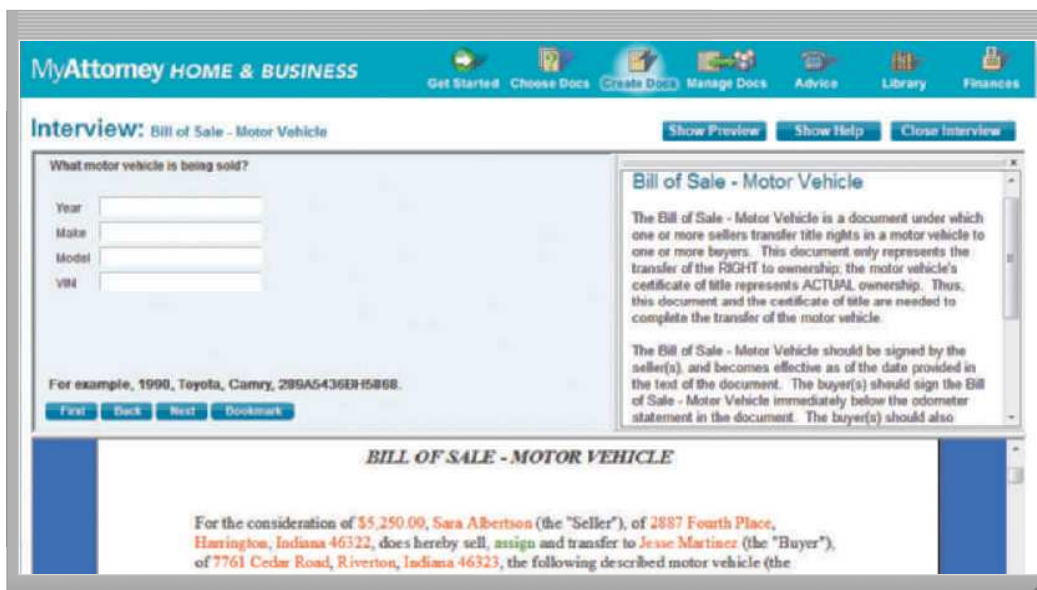 MyAttorney HOME & BUSINESS
Get Started Choose Docs Create Docs Manage Docs Advice Library Finances
Interview: Bill of Sale - Motor Vehicle
Show Preview Show Help Close Interview
What motor vehicle is being sold?
Year
Make
Model
VIN
For example, 1990, Toyota, Camry, 289A5436BH5868.
First Back Next Bookmark
Bill of Sale - Motor Vehicle
The Bill of Sale - Motor Vehicle is a document under which
one or more sellers transfer title rights in a motor vehicle to
one or more buyers. This document only represents the
transfer of the RIGHT to ownership; the motor vehicle's
certificate of title represents ACTUAL ownership. Thus,
this document and the certificate of title are needed to
complete the transfer of the motor vehicle.
The Bill of Sale - Motor Vehicle should be signed by the
seller(s), and becomes effective as of the date provided in
the text of the document. The buyer(s) should sign the Bill
of Sale - Motor Vehicle immediately below the odometer
statement in the document. The buyer(s) should also
BILL OF SALE - MOTOR VEHICLE
For the consideration of $5,250.00, Sara Albertson (the "Seller"), of 2887 Fourth Place,
Harrington, Indiana 46322, does hereby sell, assign and transfer to Jesse Martinez (the "Buyer"),
of 7761 Cedar Road, Riverton, Indiana 46323, the following described motor vehicle (the